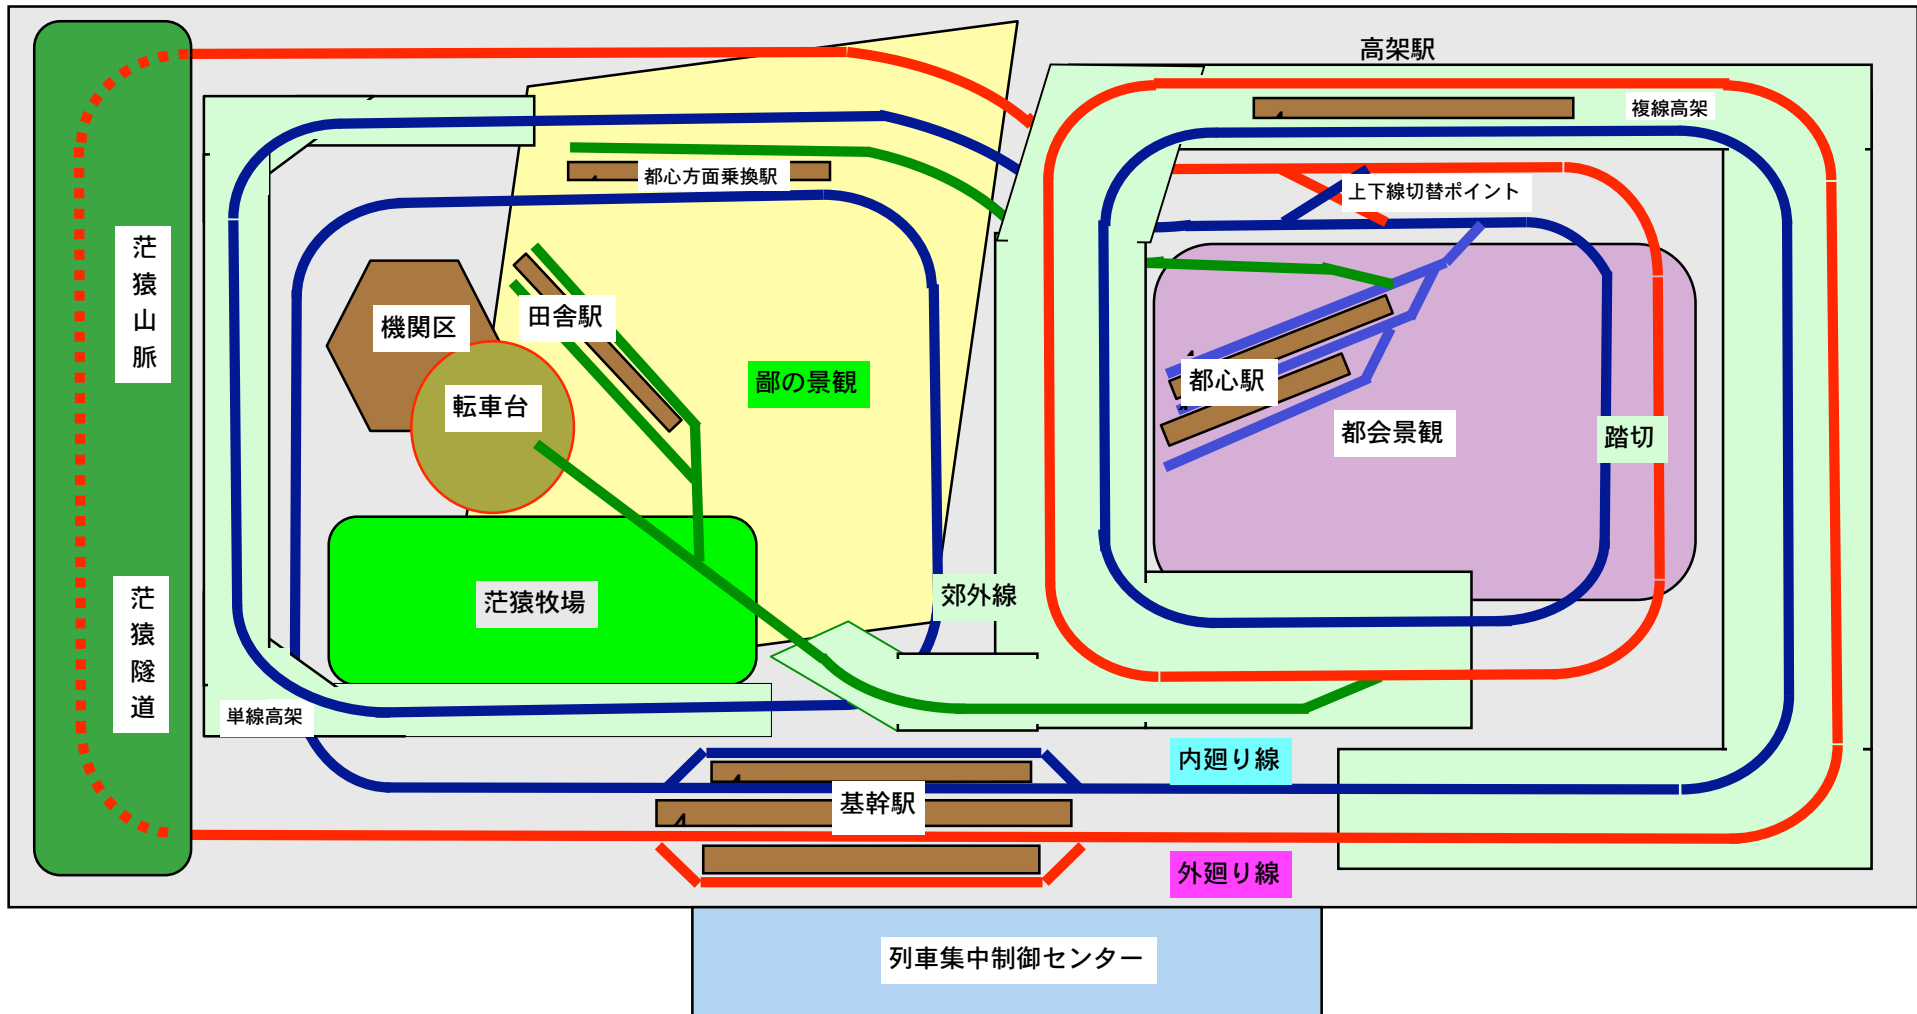 高架駅
複線高架
都心方面乗換駅
上下線切替ポイント
茫猿山脈
機関区
田舎駅
転車台
鄙の景観
都心駅
都会景観
踏切
茫猿牧場
郊外線
茫猿隧道
単線高架
内廻り線
基幹駅
外廻り線
列車集中制御センター